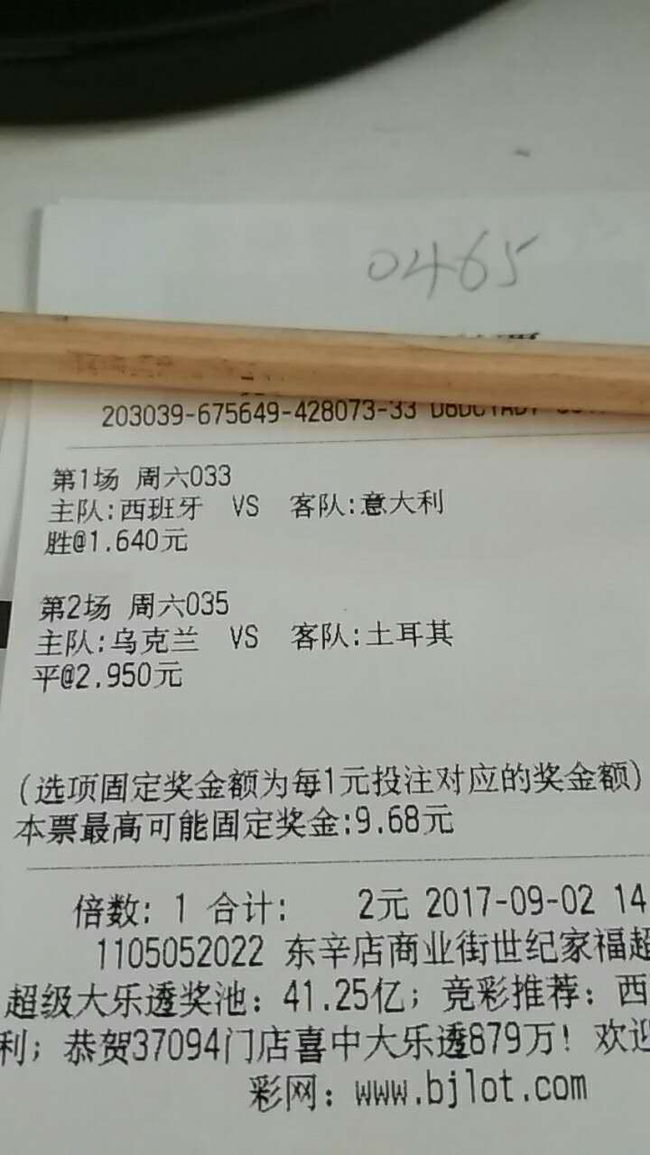 0465
203039-675649-428073-33
第1场 周六033
主队:西班牙 VS 客队:意大利
胜@1.640元
第2场 周六035
主队:乌克兰 VS 客队:土耳其
平@2.950元
(选项固定奖金额为每1元投注对应的奖金额)
本票最高可能固定奖金:9.68元
倍数: 1 合计: 2元 2017-09-02 14
1105052022 东辛店商业街世纪家福超
超级大乐透奖池: 41.25亿; 竞彩推荐: 西
利; 恭贺37094门店喜中大乐透879万! 欢迎
彩网: www.bjlot.com